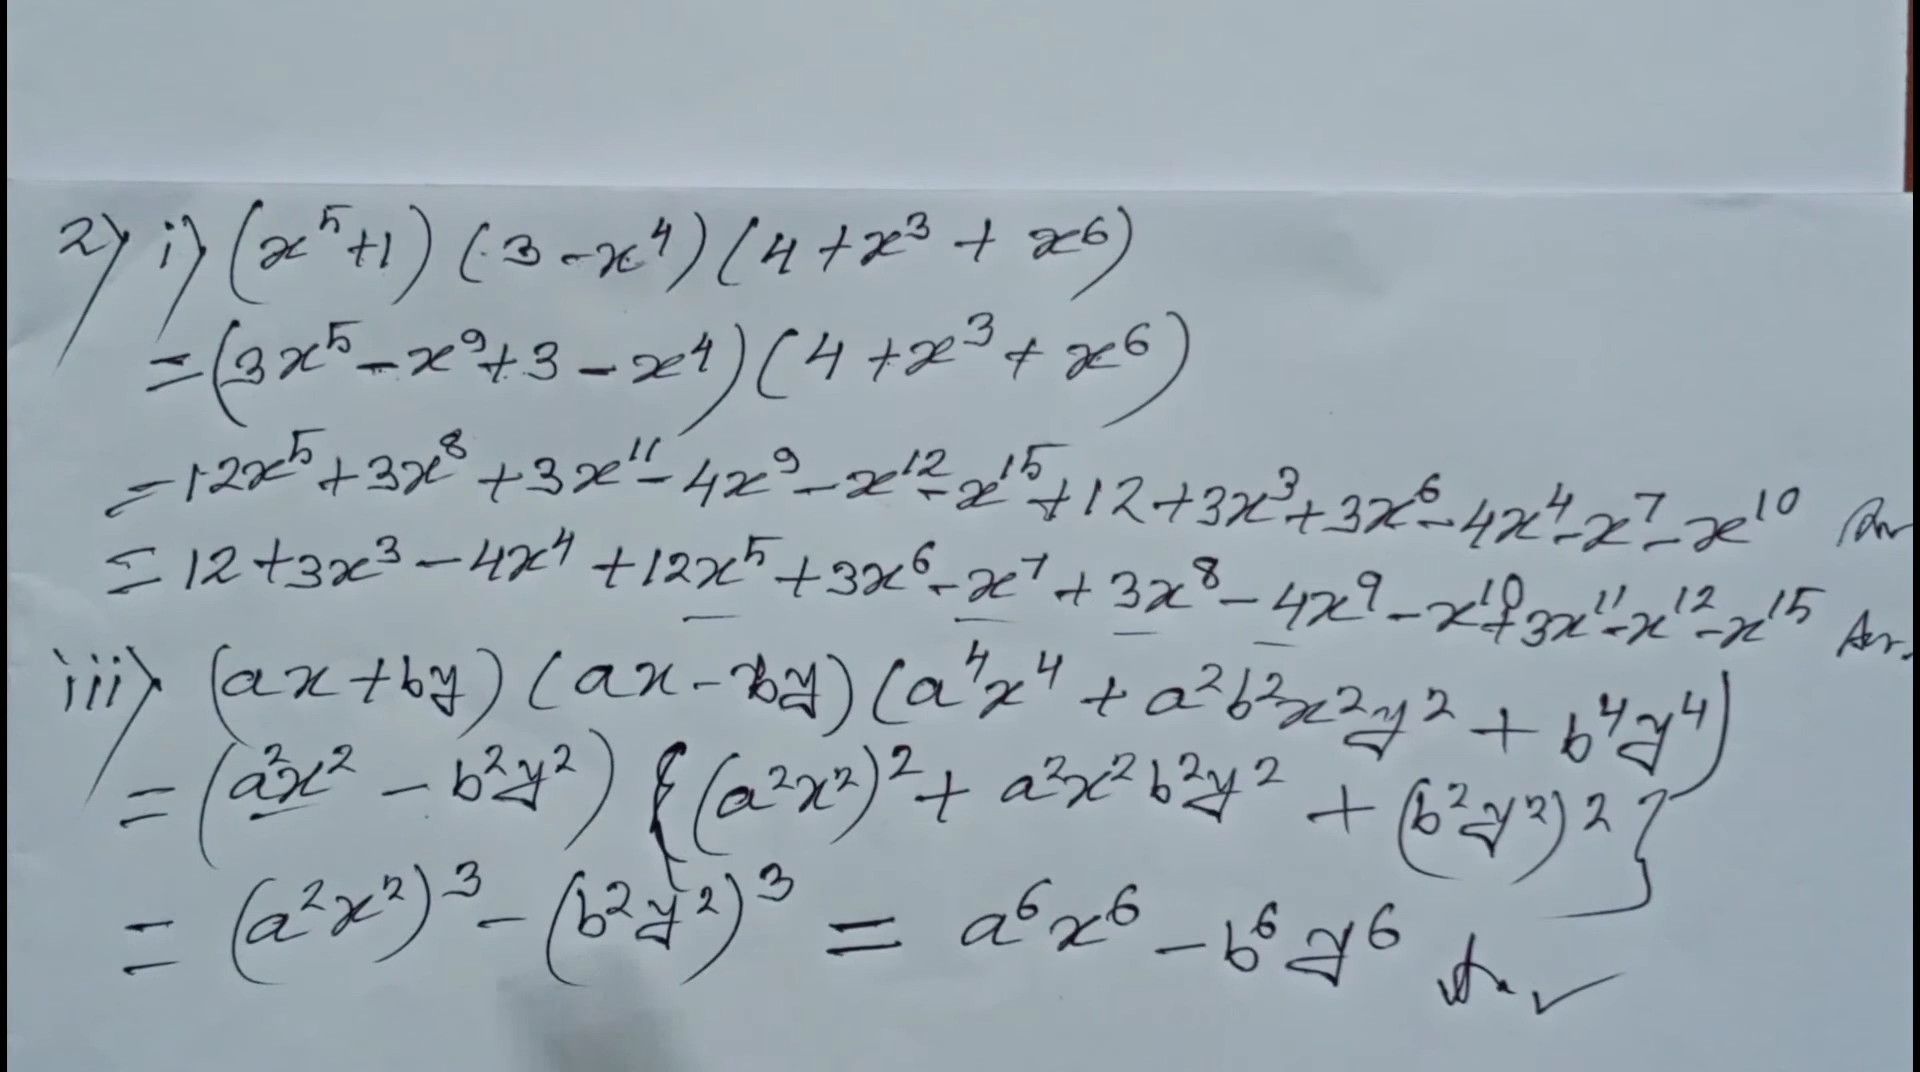 2) i) (x⁵+1) (3-x⁴) (4+x³+x⁶)
=(3x⁵-x⁹+3-x⁴) (4+x³+x⁶)
=12x⁵+3x⁸+3x¹¹-4x⁹-x¹²-x¹⁵+12+3x³+3x⁶-4x⁴-x⁷-x¹⁰
=12+3x³-4x⁴+12x⁵+3x⁶-x⁷+3x⁸-4x⁹-x¹⁰+3x¹¹-x¹²-x¹⁵ An.
iii) (ax+by) (ax-by) (a⁴x⁴+a²b²x²y²+b⁴y⁴)
=(a²x²-b²y²) {(a²x²)²+a²x²b²y²+(b²y²)²}
=(a²x²)³-(b²y²)³=a⁶x⁶-b⁶y⁶